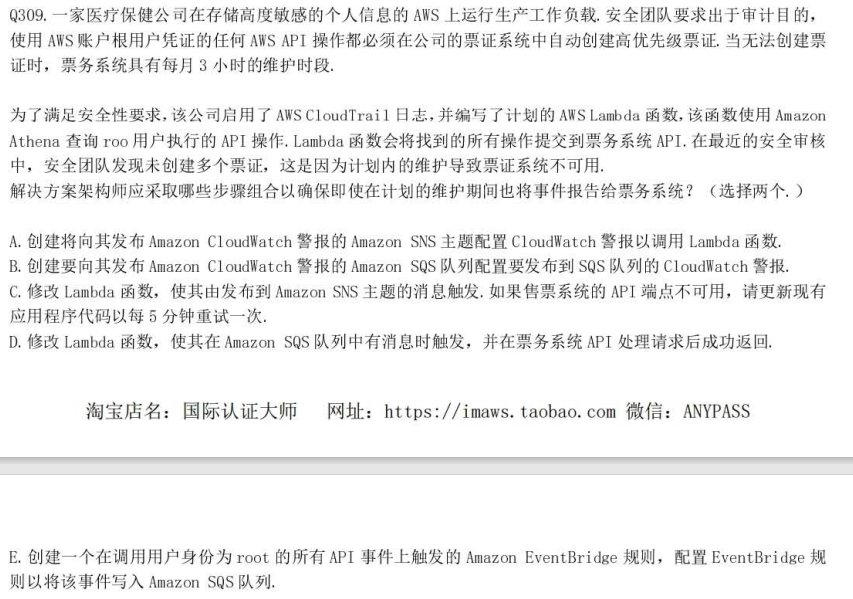 Q309. 一家医疗保健公司在存储高度敏感的个人信息的 AWS 上运行生产工作负载. 安全团队要求出于审计目的,
使用 AWS 账户根用户凭证的任何 AWS API 操作都必须在公司的票证系统中自动创建高优先级票证. 当无法创建票
证时, 票务系统具有每月 3 小时的维护时段.
为了满足安全性要求, 该公司启用了 AWS CloudTrail 日志, 并编写了计划的 AWS Lambda 函数, 该函数使用 Amazon
Athena 查询 roo 用户执行的 API 操作. Lambda 函数会将找到的所有操作提交到票务系统 API. 在最近的安全审核
中, 安全团队发现未创建多个票证, 这是因为计划内的维护导致票证系统不可用.
解决方案架构师应采取哪些步骤组合以确保即使在计划的维护期间也将事件报告给票务系统? (选择两个. )
A. 创建将向其发布 Amazon CloudWatch 警报的 Amazon SNS 主题配置 CloudWatch 警报以调用 Lambda 函数.
B. 创建要向其发布 Amazon CloudWatch 警报的 Amazon SQS 队列配置要发布到 SQS 队列的 CloudWatch 警报.
C. 修改 Lambda 函数, 使其由发布到 Amazon SNS 主题的消息触发. 如果售票系统的 API 端点不可用, 请更新现有
应用程序代码以每 5 分钟重试一次.
D. 修改 Lambda 函数, 使其在 Amazon SQS 队列中有消息时触发, 并在票务系统 API 处理请求后成功返回.
淘宝店名: 国际认证大师 网址: https://imaws.taobao.com 微信: ANYPASS
E. 创建一个在调用用户身份为 root 的所有 API 事件上触发的 Amazon EventBridge 规则, 配置 EventBridge 规
则以将该事件写入 Amazon SQS 队列.